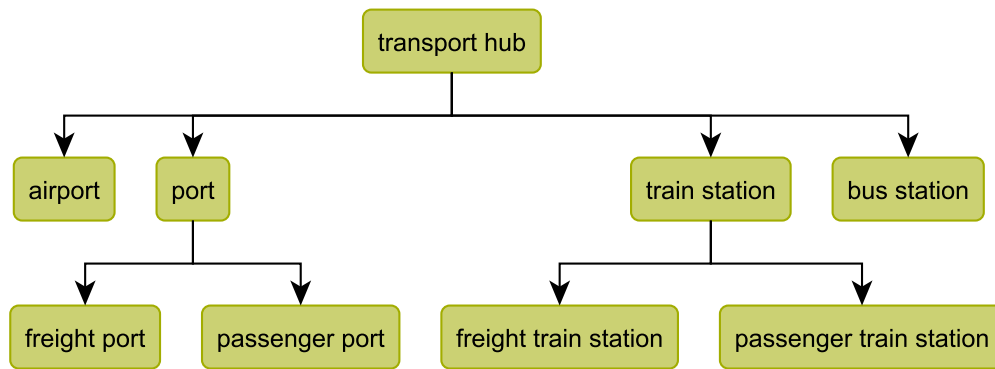 transport hub
airport
port
train station
bus station
freight port
passenger port
freight train station
passenger train station